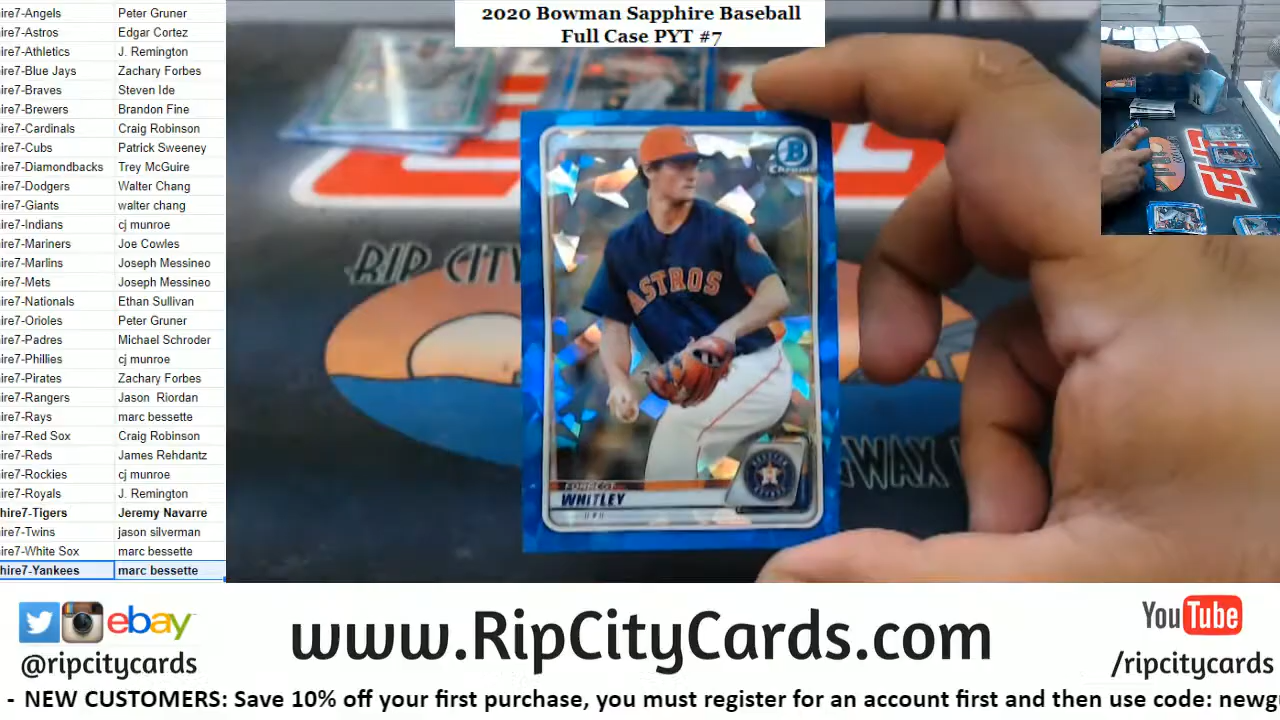 2020 Bowman Sapphire Baseball
Full Case PYT #7
ire7-Angels Peter Gruner
ire7-Astros Edgar Cortez
ire7-Athletics J. Remington
ire7-Blue Jays Zachary Forbes
ire7-Braves Steven Ide
ire7-Brewers Brandon Fine
ire7-Cardinals Craig Robinson
ire7-Cubs Patrick Sweeney
ire7-Diamondbacks Trey McGuire
ire7-Dodgers Walter Chang
ire7-Giants walter chang
ire7-Indians cj munroe
ire7-Mariners Joe Cowles
ire7-Marlins Joseph Messineo
ire7-Mets Joseph Messineo
ire7-Nationals Ethan Sullivan
ire7-Orioles Peter Gruner
ire7-Padres Michael Schroder
ire7-Phillies cj munroe
ire7-Pirates Zachary Forbes
ire7-Rangers Jason Riordan
ire7-Rays marc bessette
ire7-Red Sox Craig Robinson
ire7-Reds James Rehdantz
ire7-Rockies cj munroe
ire7-Royals J. Remington
hire7-Tigers Jeremy Navarre
ire7-Twins jason silverman
ire7-White Sox marc bessette
hire7-Yankees marc bessette
RIP CITY
WAX
B
Chrome
ASTROS
FORREST
WHITLEY
RIPS
ebay
@ripcitycards
www.RipCityCards.com
YouTube
/ripcitycards
- NEW CUSTOMERS: Save 10% off your first purchase, you must register for an account first and then use code: newg